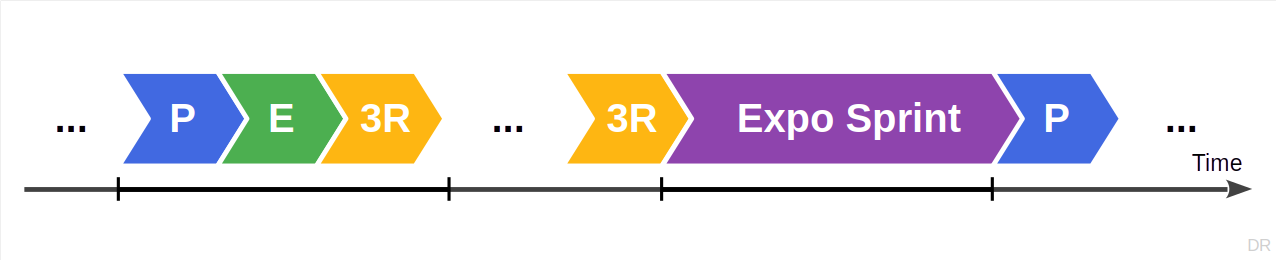 ... P E 3R ... 3R Expo Sprint P ...
Time
DR